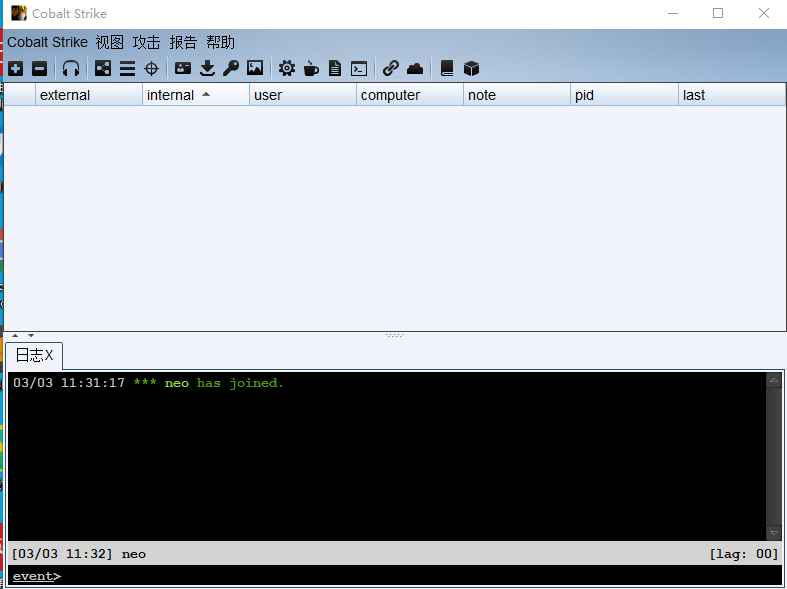 Cobalt Strike
Cobalt Strike 视图 攻击 报告 帮助
external internal user computer note pid last
日志X
03/03 11:31:17 *** neo has joined.
[03/03 11:32] neo [lag: 00]
event>